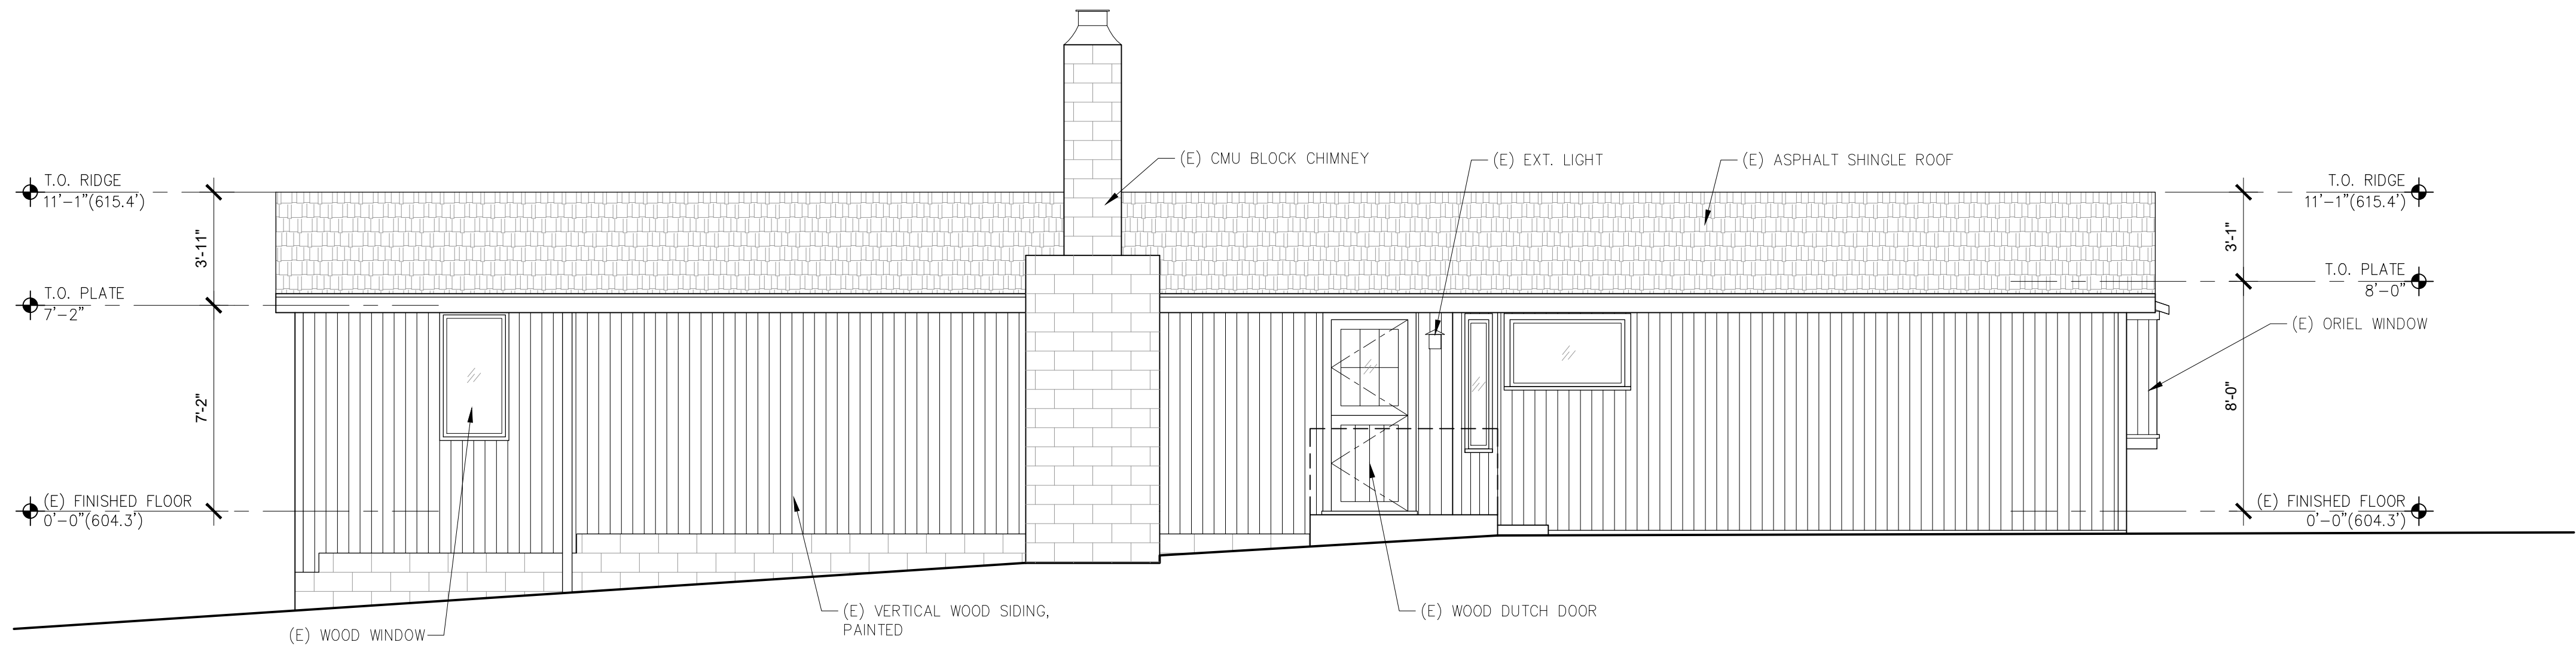 (E) CMU BLOCK CHIMNEY
(E) EXT. LIGHT
(E) ASPHALT SHINGLE ROOF
T.O. RIDGE
11'-1"(615.4')
3'-11"
T.O. PLATE
7'-2"
7'-2"
(E) FINISHED FLOOR
0'-0"(604.3')
T.O. RIDGE
11'-1"(615.4')
3'-1"
T.O. PLATE
8'-0"
(E) ORIEL WINDOW
8'-0"
(E) FINISHED FLOOR
0'-0"(604.3')
(E) WOOD WINDOW
(E) VERTICAL WOOD SIDING,
PAINTED
(E) WOOD DUTCH DOOR